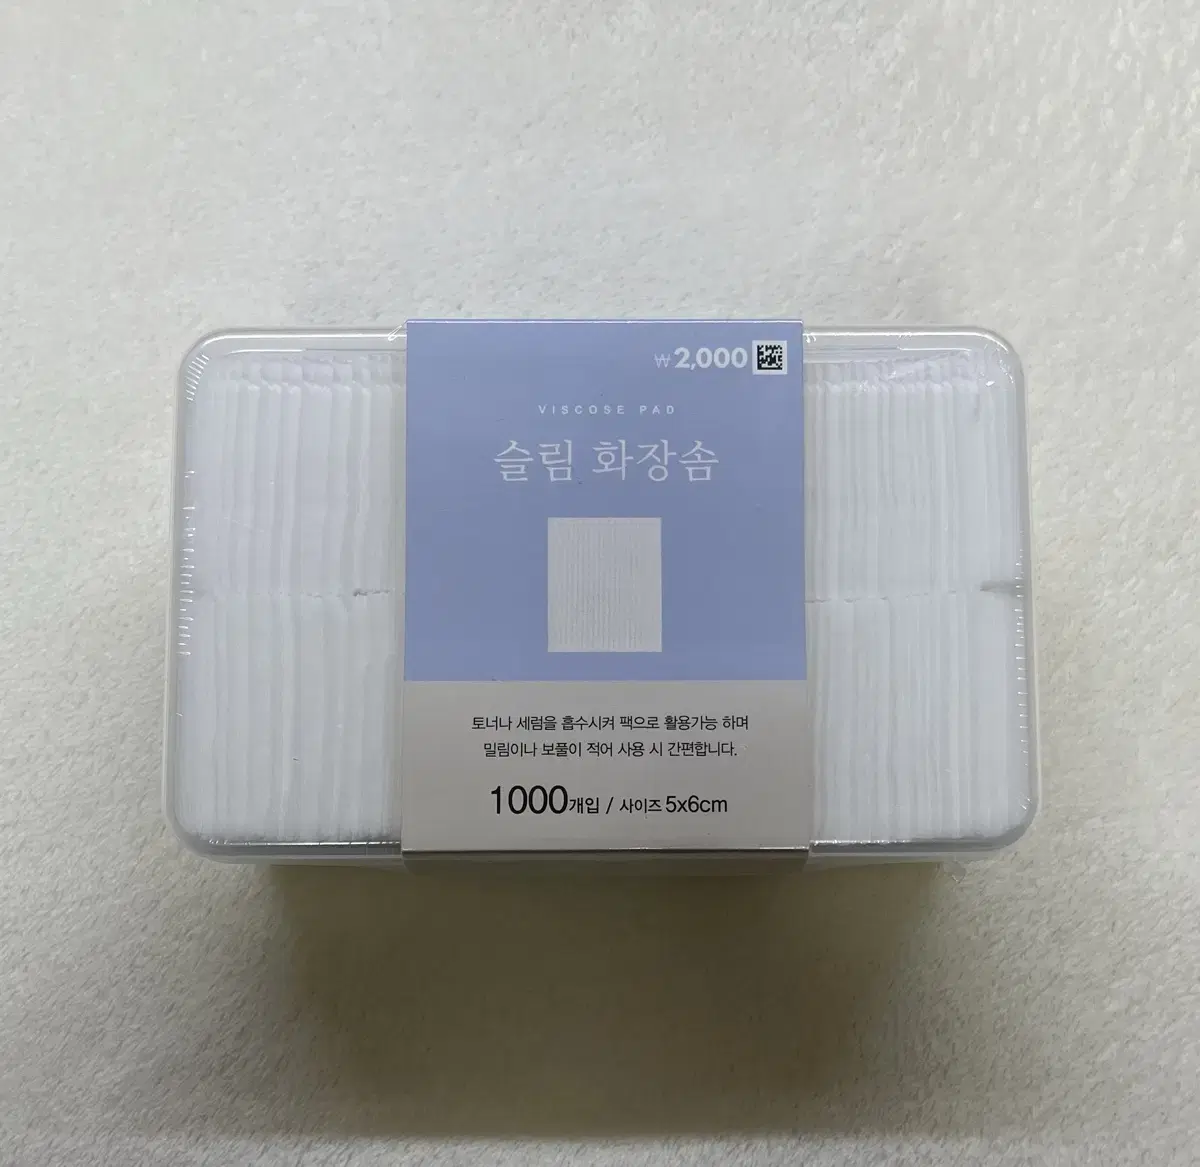 ₩2,000
VISCOSE PAD
슬림 화장솜
토너나 세럼을 흡수시켜 팩으로 활용가능 하며
밀림이나 보풀이 적어 사용 시 간편합니다.
1000개입 / 사이즈 5x6cm